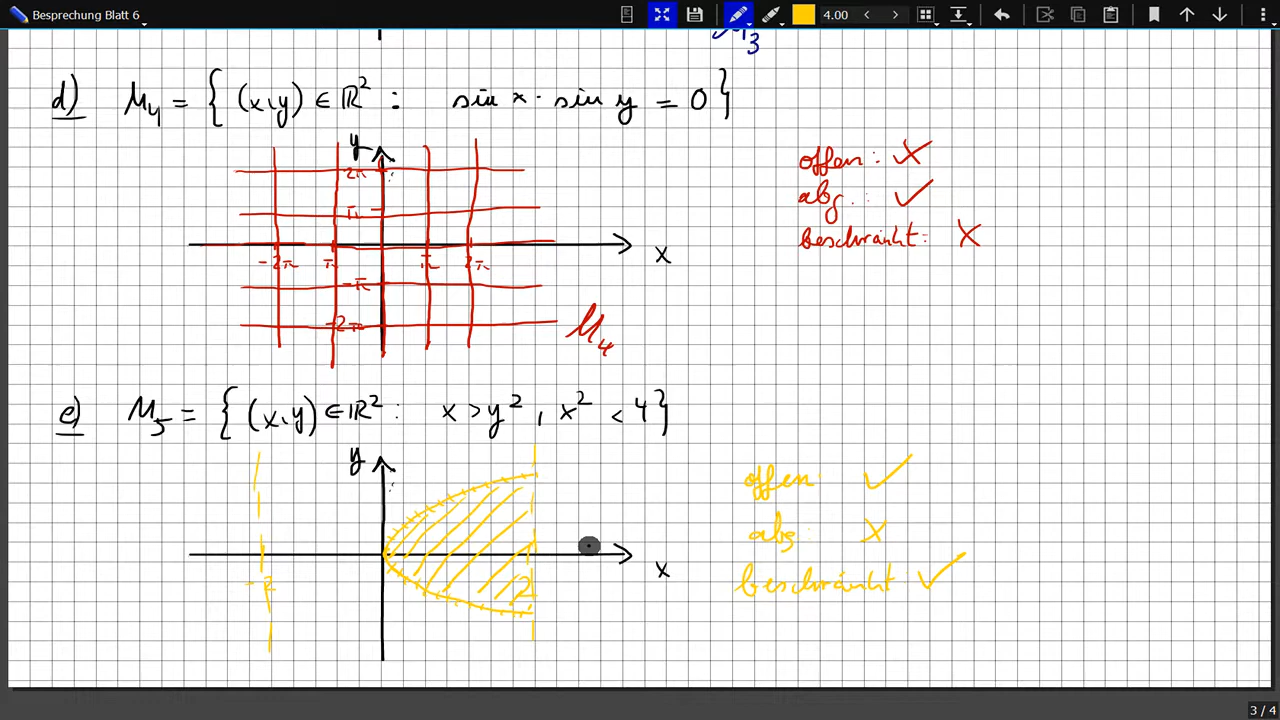 Besprechung Blatt 6
4.00
M₃
d) M₄ = { (x,y) ∈ ℝ² : sin x · sin y = 0}
y
offen: ✗
2π
abg.: ✓
π
beschränkt: ✗
x
-2π π π 2π
-π
-2π
M₄
e) M₅ = { (x,y) ∈ ℝ² : x > y² , x² < 4}
y
offen: ✓
abg: ✗
x
-2 2
beschränkt: ✓
3 / 4